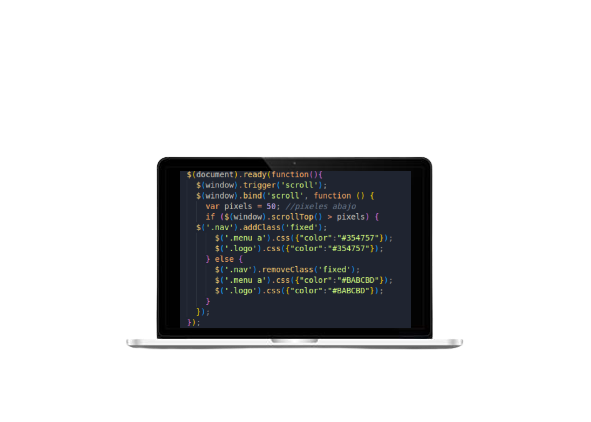 $(document).ready(function(){
$(window).trigger('scroll');
$(window).bind('scroll', function () {
var pixels = 50; //pixeles abajo
if ($(window).scrollTop() > pixels) {
$('.nav').addClass('fixed');
$('.menu a').css({"color":"#354757"});
$('.logo').css({"color":"#354757"});
} else {
$('.nav').removeClass('fixed');
$('.menu a').css({"color":"#BABCBD"});
$('.logo').css({"color":"#BABCBD"});
}
});
});